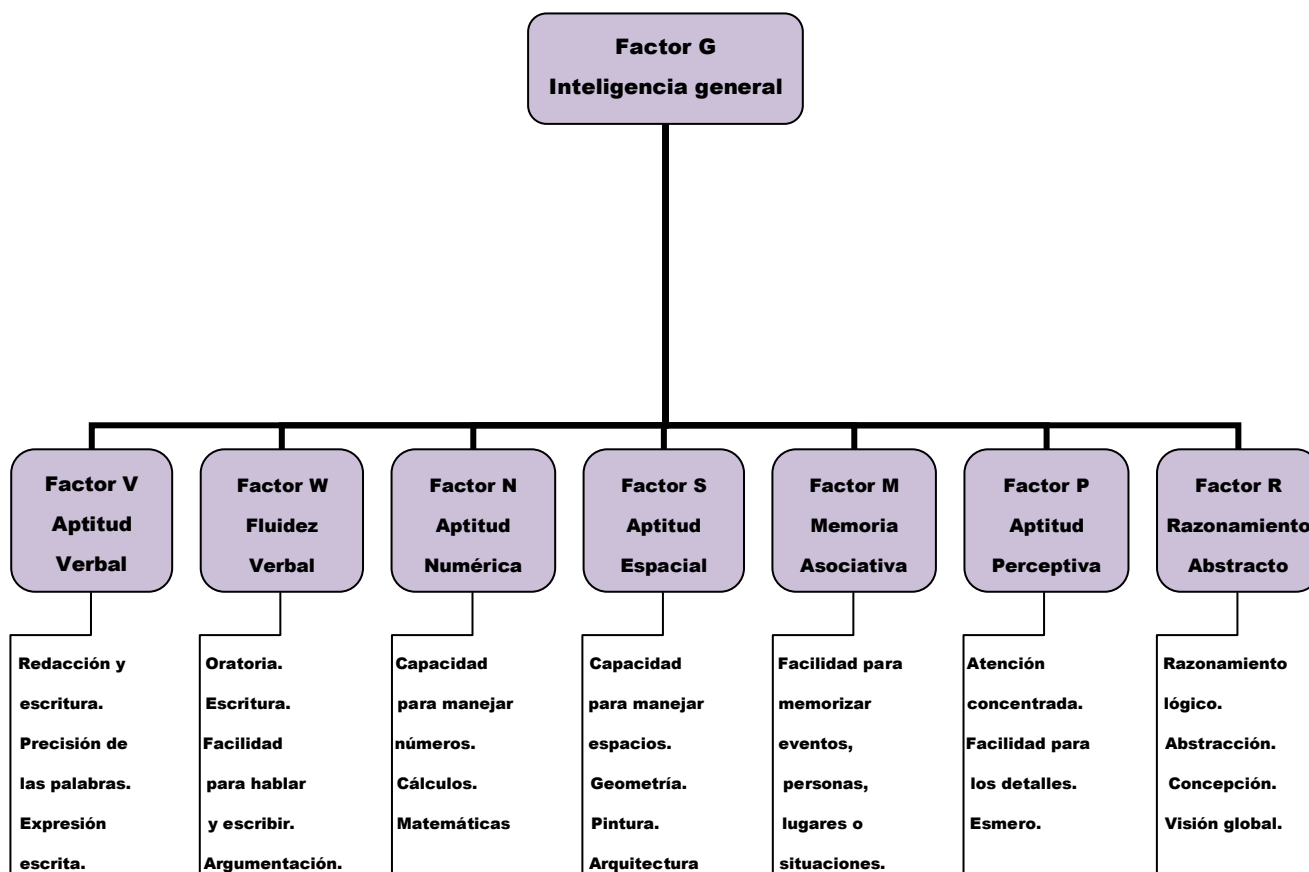 Factor G
Inteligencia general
Factor V
Aptitud
Verbal
Factor W
Fluidez
Verbal
Factor N
Aptitud
Numérica
Factor S
Aptitud
Espacial
Factor M
Memoria
Asociativa
Factor P
Aptitud
Perceptiva
Factor R
Razonamiento
Abstracto
Redacción y
escritura.
Precisión de
las palabras.
Expresión
escrita.
Oratoria.
Escritura.
Facilidad
para hablar
y escribir.
Argumentación.
Capacidad
para manejar
números.
Cálculos.
Matemáticas
Capacidad
para manejar
espacios.
Geometría.
Pintura.
Arquitectura
Facilidad para
memorizar
eventos,
personas,
lugares o
situaciones.
Atención
concentrada.
Facilidad para
los detalles.
Esmero.
Razonamiento
lógico.
Abstracción.
Concepción.
Visión global.